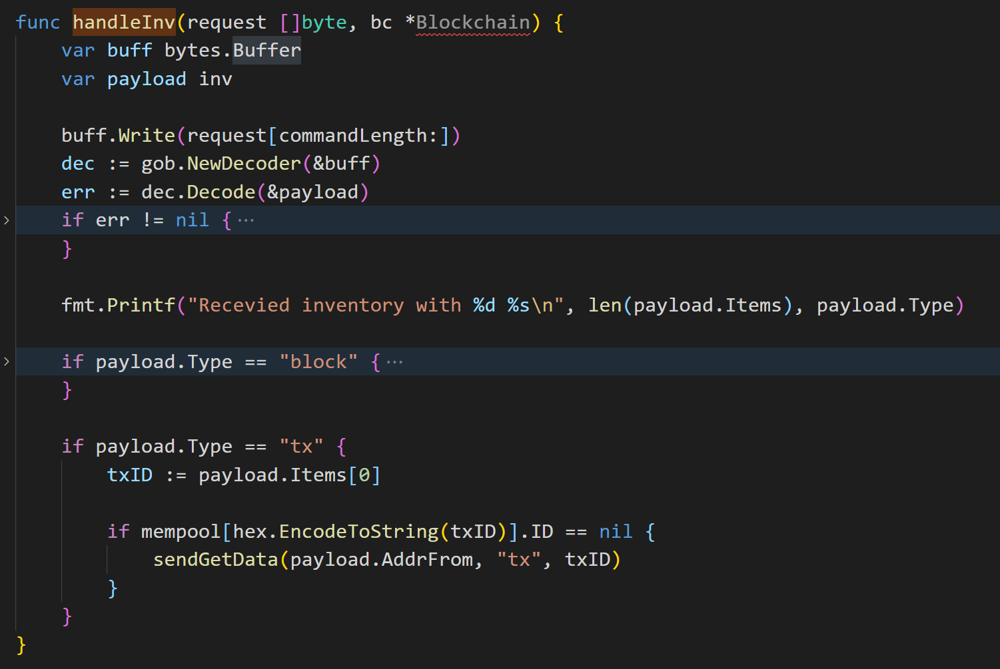 func handleInv(request []byte, bc *Blockchain) {
    var buff bytes.Buffer
    var payload inv

    buff.Write(request[commandLength:])
    dec := gob.NewDecoder(&buff)
    err := dec.Decode(&payload)
    if err != nil {⋯
    }

    fmt.Printf("Recevied inventory with %d %s\n", len(payload.Items), payload.Type)

    if payload.Type == "block" {⋯
    }

    if payload.Type == "tx" {
        txID := payload.Items[0]

        if mempool[hex.EncodeToString(txID)].ID == nil {
            sendGetData(payload.AddrFrom, "tx", txID)
        }
    }
}